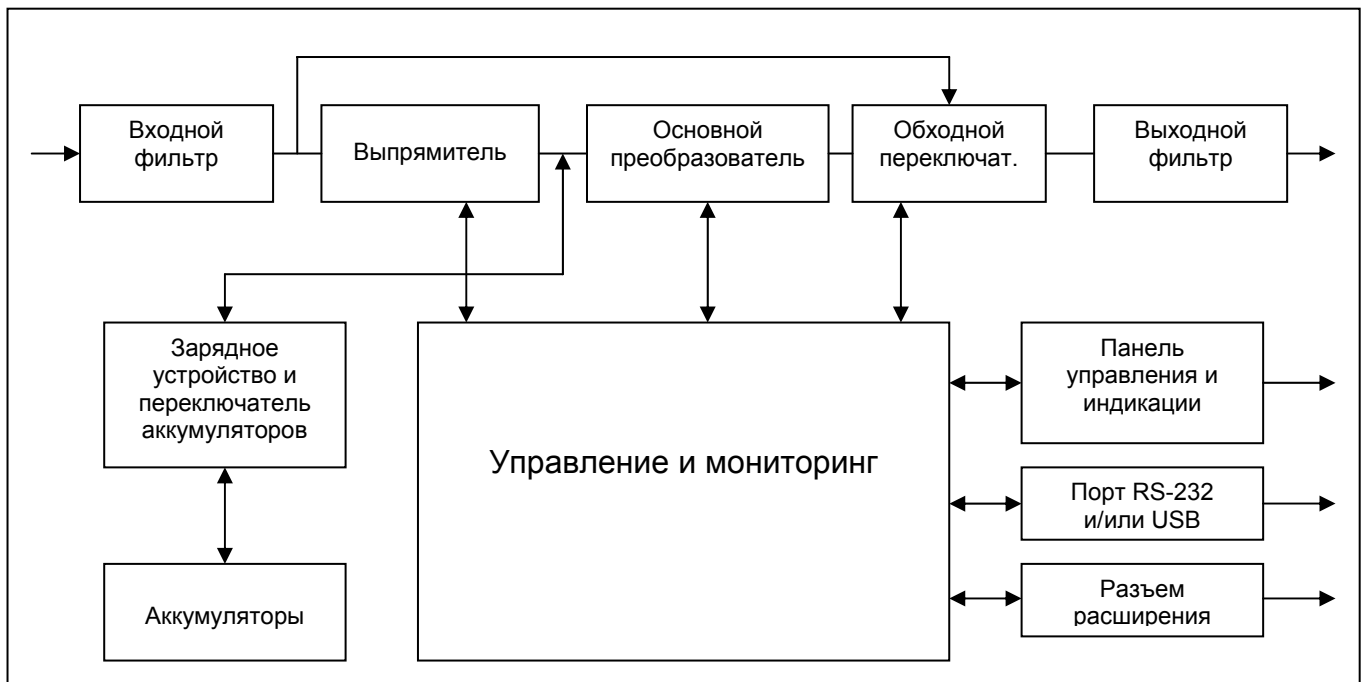 Входной
фильтр
Выпрямитель
Основной
преобразователь
Обходной
переключат.
Выходной
фильтр
Зарядное
устройство и
переключатель
аккумуляторов
Аккумуляторы
Управление и мониторинг
Панель
управления и
индикации
Порт RS-232
и/или USB
Разъем
расширения